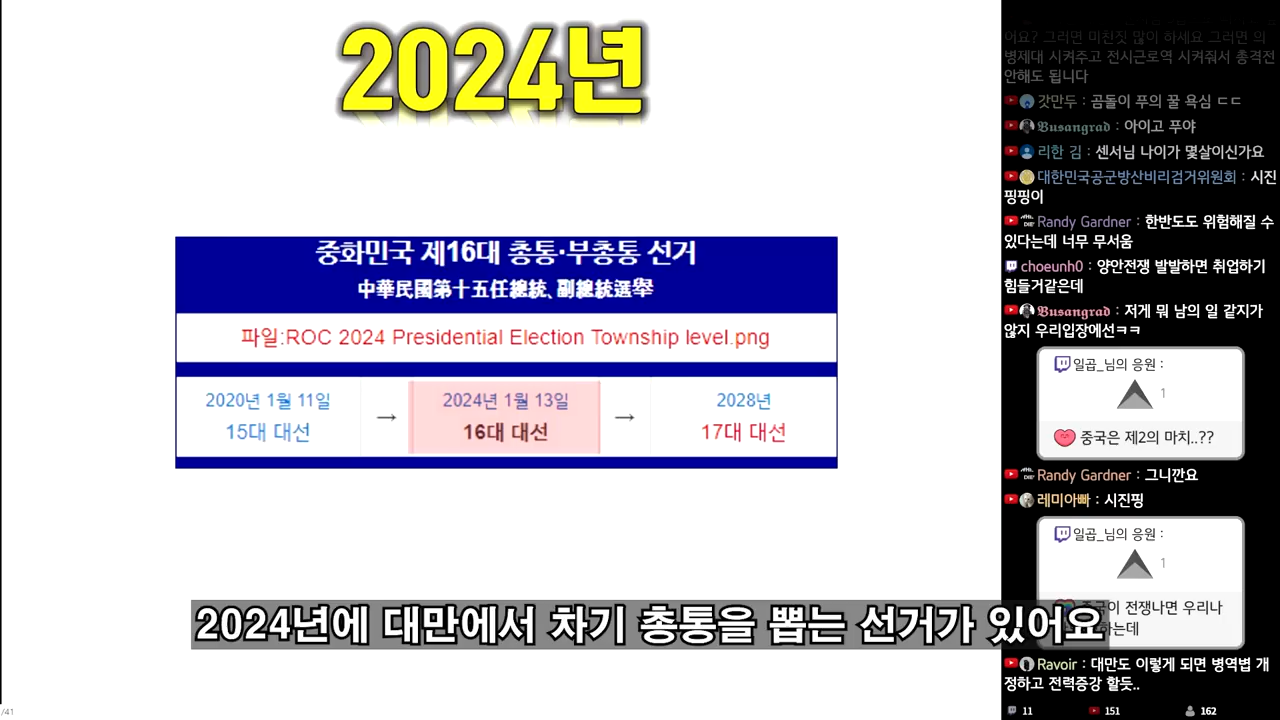 2024년
중화민국 제16대 총통·부총통 선거
中華民國第十五任總統、副總統選舉
파일:ROC 2024 Presidential Election Township level.png
2020년 1월 11일
15대 대선
→
2024년 1월 13일
16대 대선
→
2028년
17대 대선
2024년에 대만에서 차기 총통을 뽑는 선거가 있어요
/41
어요? 그러면 미친짓 많이 하세요 그러면 의
병제대 시켜주고 전시근로역 시켜줘서 총격전
안해도 됩니다
갓만두 : 곰돌이 푸의 꿀 욕심 ㄷㄷ
Busangrad : 아이고 푸야
리한 김 : 센서님 나이가 몇살이신가요
대한민국공군방산비리검거위원회 : 시진
핑핑이
Randy Gardner : 한반도도 위험해질 수
있다는데 너무 무서움
choeunh0 : 양안전쟁 발발하면 취업하기
힘들거같은데
Busangrad : 저게 뭐 남의 일 같지가
않지 우리입장에선ㅋㅋ
일곱_님의 응원 :
1
중국은 제2의 마치..??
Randy Gardner : 그니깐요
레미아빠 : 시진핑
일곱_님의 응원 :
1
이 전쟁나면 우리나
하는데
Ravoir : 대만도 이렇게 되면 병역법 개
정하고 전력증강 할듯..
11
151
162